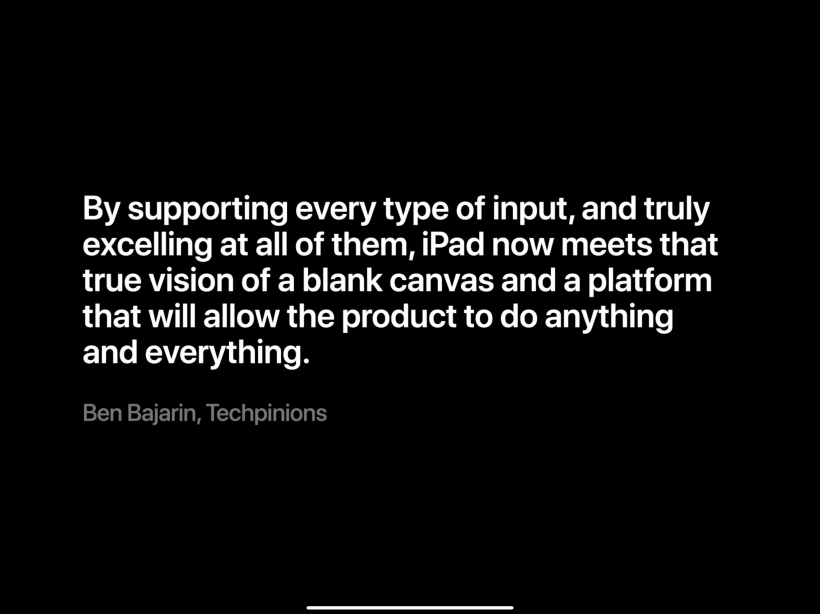 By supporting every type of input, and truly
excelling at all of them, iPad now meets that
true vision of a blank canvas and a platform
that will allow the product to do anything
and everything.
Ben Bajarin, Techpinions